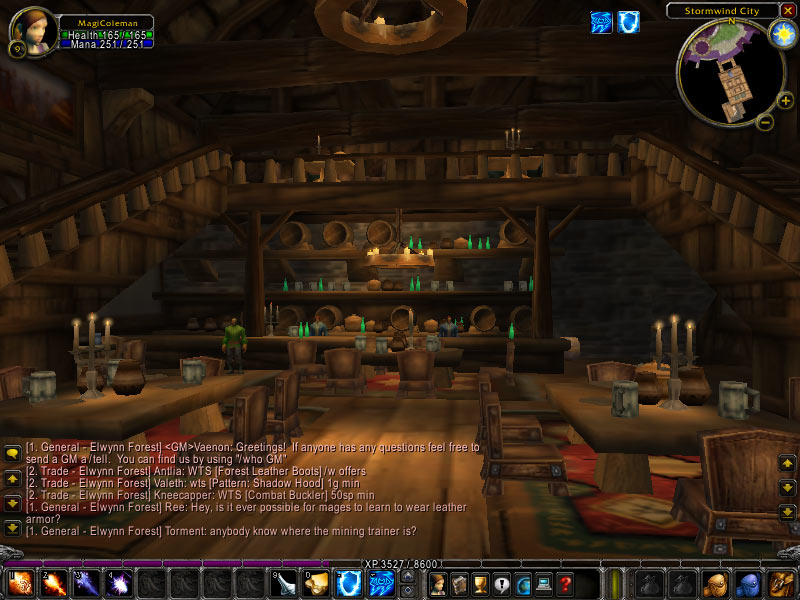 MagiColeman
Health 165 / 165
Mana 251 / 251
9
Stormwind City
N
[1. General - Elwynn Forest] <GM>Vaenon: Greetings!  If anyone has any questions feel free to
send a GM a /tell.  You can find us by using "/who GM"
[2. Trade - Elwynn Forest] Antlia: WTS [Forest Leather Boots] /w offers
[2. Trade - Elwynn Forest] Valeth: wts [Pattern: Shadow Hood] 1g min
[2. Trade - Elwynn Forest] Kneecapper: WTS [Combat Buckler] 50sp min
[1. General - Elwynn Forest] Ree: Hey, is it ever possible for mages to learn to wear leather
armor?
[1. General - Elwynn Forest] Torment: anybody know where the mining trainer is?
XP 3527 / 8600